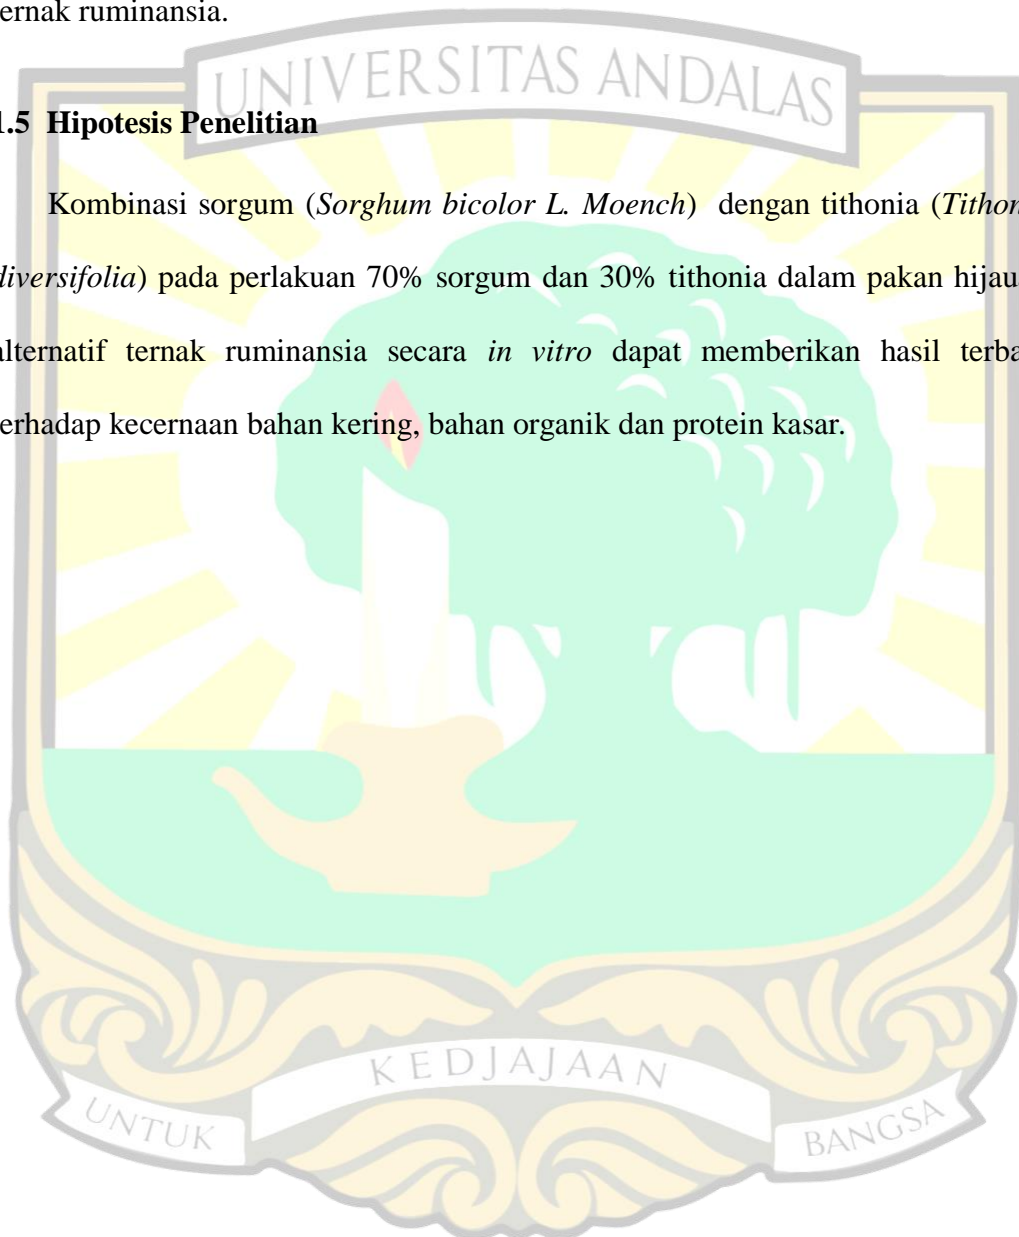 ernak ruminansia.
UNIVERSITAS ANDALAS
1.5 Hipotesis Penelitian
Kombinasi sorgum (Sorghum bicolor L. Moench) dengan tithonia (Tithon
diversifolia) pada perlakuan 70% sorgum dan 30% tithonia dalam pakan hijau
alternatif ternak ruminansia secara in vitro dapat memberikan hasil terba
terhadap kecernaan bahan kering, bahan organik dan protein kasar.
UNTUK KEDJAJAAN BANGSA